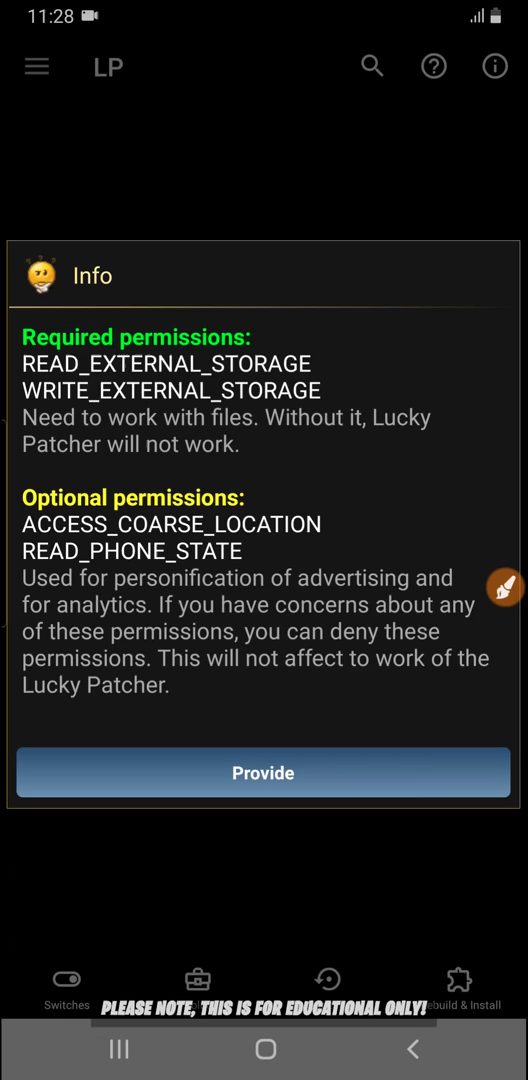 11:28
LP
Info
Required permissions:
READ_EXTERNAL_STORAGE
WRITE_EXTERNAL_STORAGE
Need to work with files. Without it, Lucky
Patcher will not work.
Optional permissions:
ACCESS_COARSE_LOCATION
READ_PHONE_STATE
Used for personification of advertising and
for analytics. If you have concerns about any
of these permissions, you can deny these
permissions. This will not affect to work of the
Lucky Patcher.
Provide
Switches
& Install
PLEASE NOTE, THIS IS FOR EDUCATIONAL ONLY!